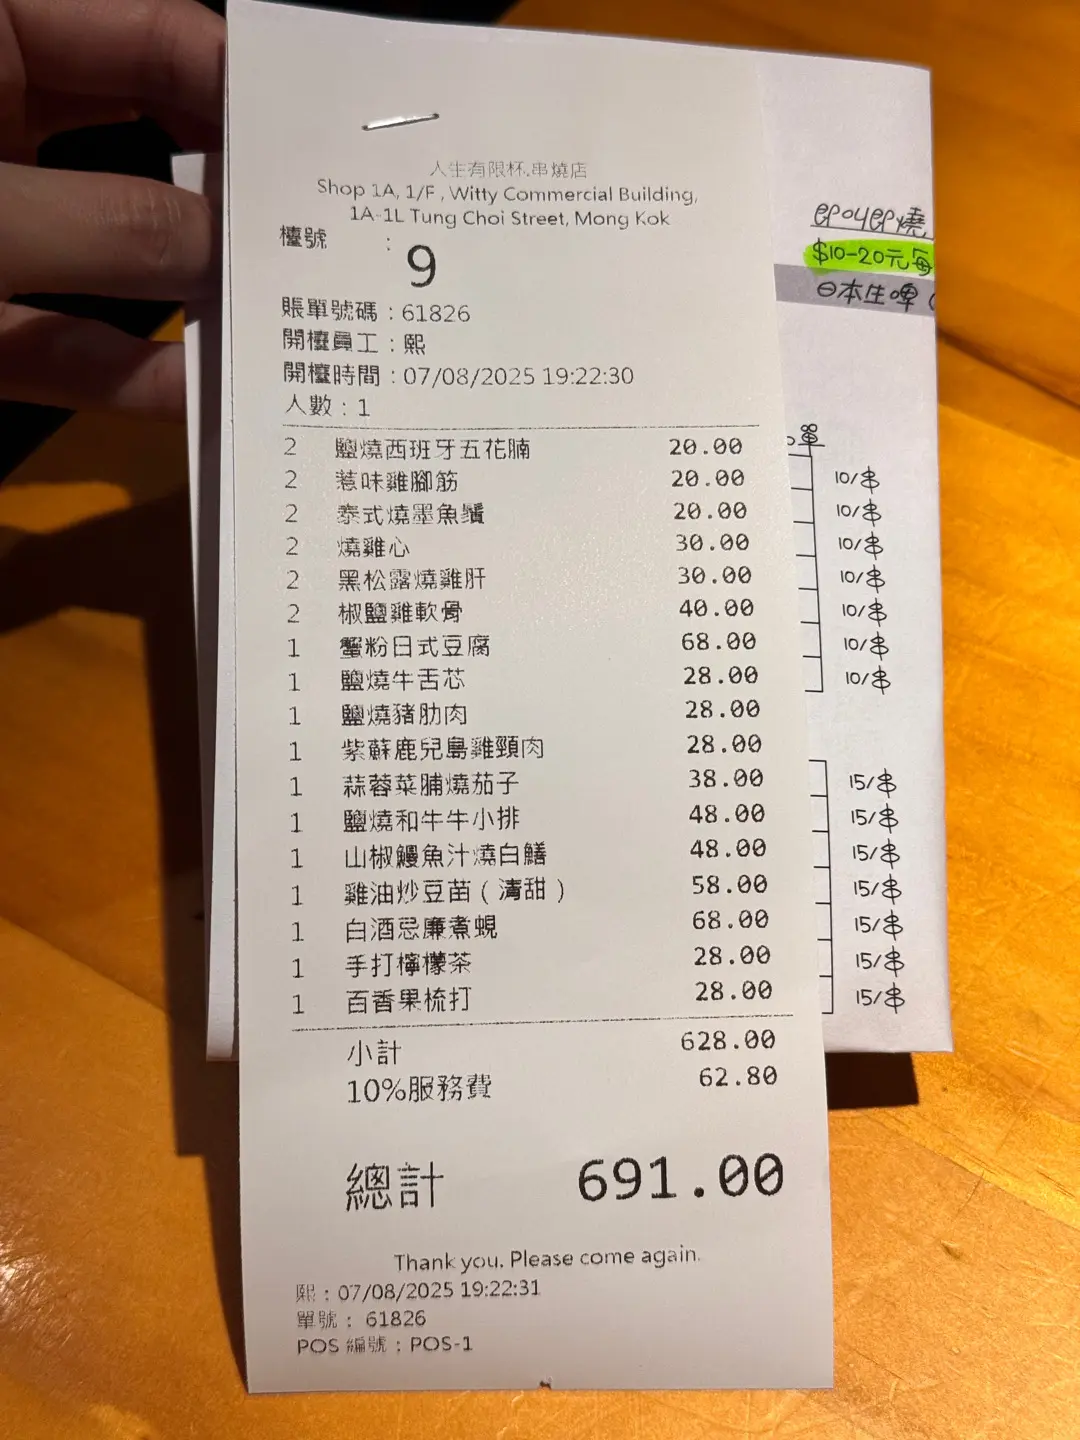 人生有限杯.串燒店
Shop 1A, 1/F , Witty Commercial Building,
1A-1L Tung Choi Street, Mong Kok
檯號 : 9
賬單號碼 : 61826
開檯員工 : 熙
開檯時間 : 07/08/2025 19:22:30
人數 : 1
2 鹽燒西班牙五花腩 20.00
2 惹味雞腳筋 20.00
2 泰式燒墨魚鬚 20.00
2 燒雞心 30.00
2 黑松露燒雞肝 30.00
2 椒鹽雞軟骨 40.00
1 蟹粉日式豆腐 68.00
1 鹽燒牛舌芯 28.00
1 鹽燒豬肋肉 28.00
1 紫蘇鹿兒島雞頸肉 28.00
1 蒜蓉菜脯燒茄子 38.00
1 鹽燒和牛牛小排 48.00
1 山椒鰻魚汁燒白鱔 48.00
1 雞油炒豆苗 ( 清甜 ) 58.00
1 白酒忌廉煮蜆 68.00
1 手打檸檬茶 28.00
1 百香果梳打 28.00
小計 628.00
10%服務費 62.80
總計 691.00
Thank you. Please come again.
熙 : 07/08/2025 19:22:31
單號 : 61826
POS 編號 : POS-1
即叫即燒
$10-20元每
日本生啤 (
單
10/串
10/串
10/串
10/串
10/串
10/串
10/串
15/串
15/串
15/串
15/串
15/串
15/串
15/串